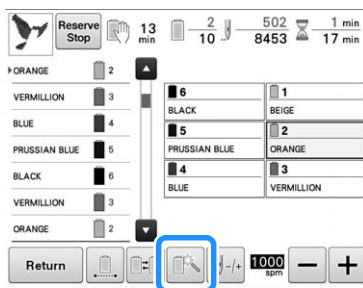 Reserve Stop
13 min
2 502 1 min
10 8453 17 min
ORANGE 2
VERMILLION 3
BLUE 4
PRUSSIAN BLUE 5
BLACK 6
VERMILLION 3
ORANGE 2
6 1
BLACK BEIGE
5 2
PRUSSIAN BLUE ORANGE
4 3
BLUE VERMILLION
Return -/+ 1000 spm − +